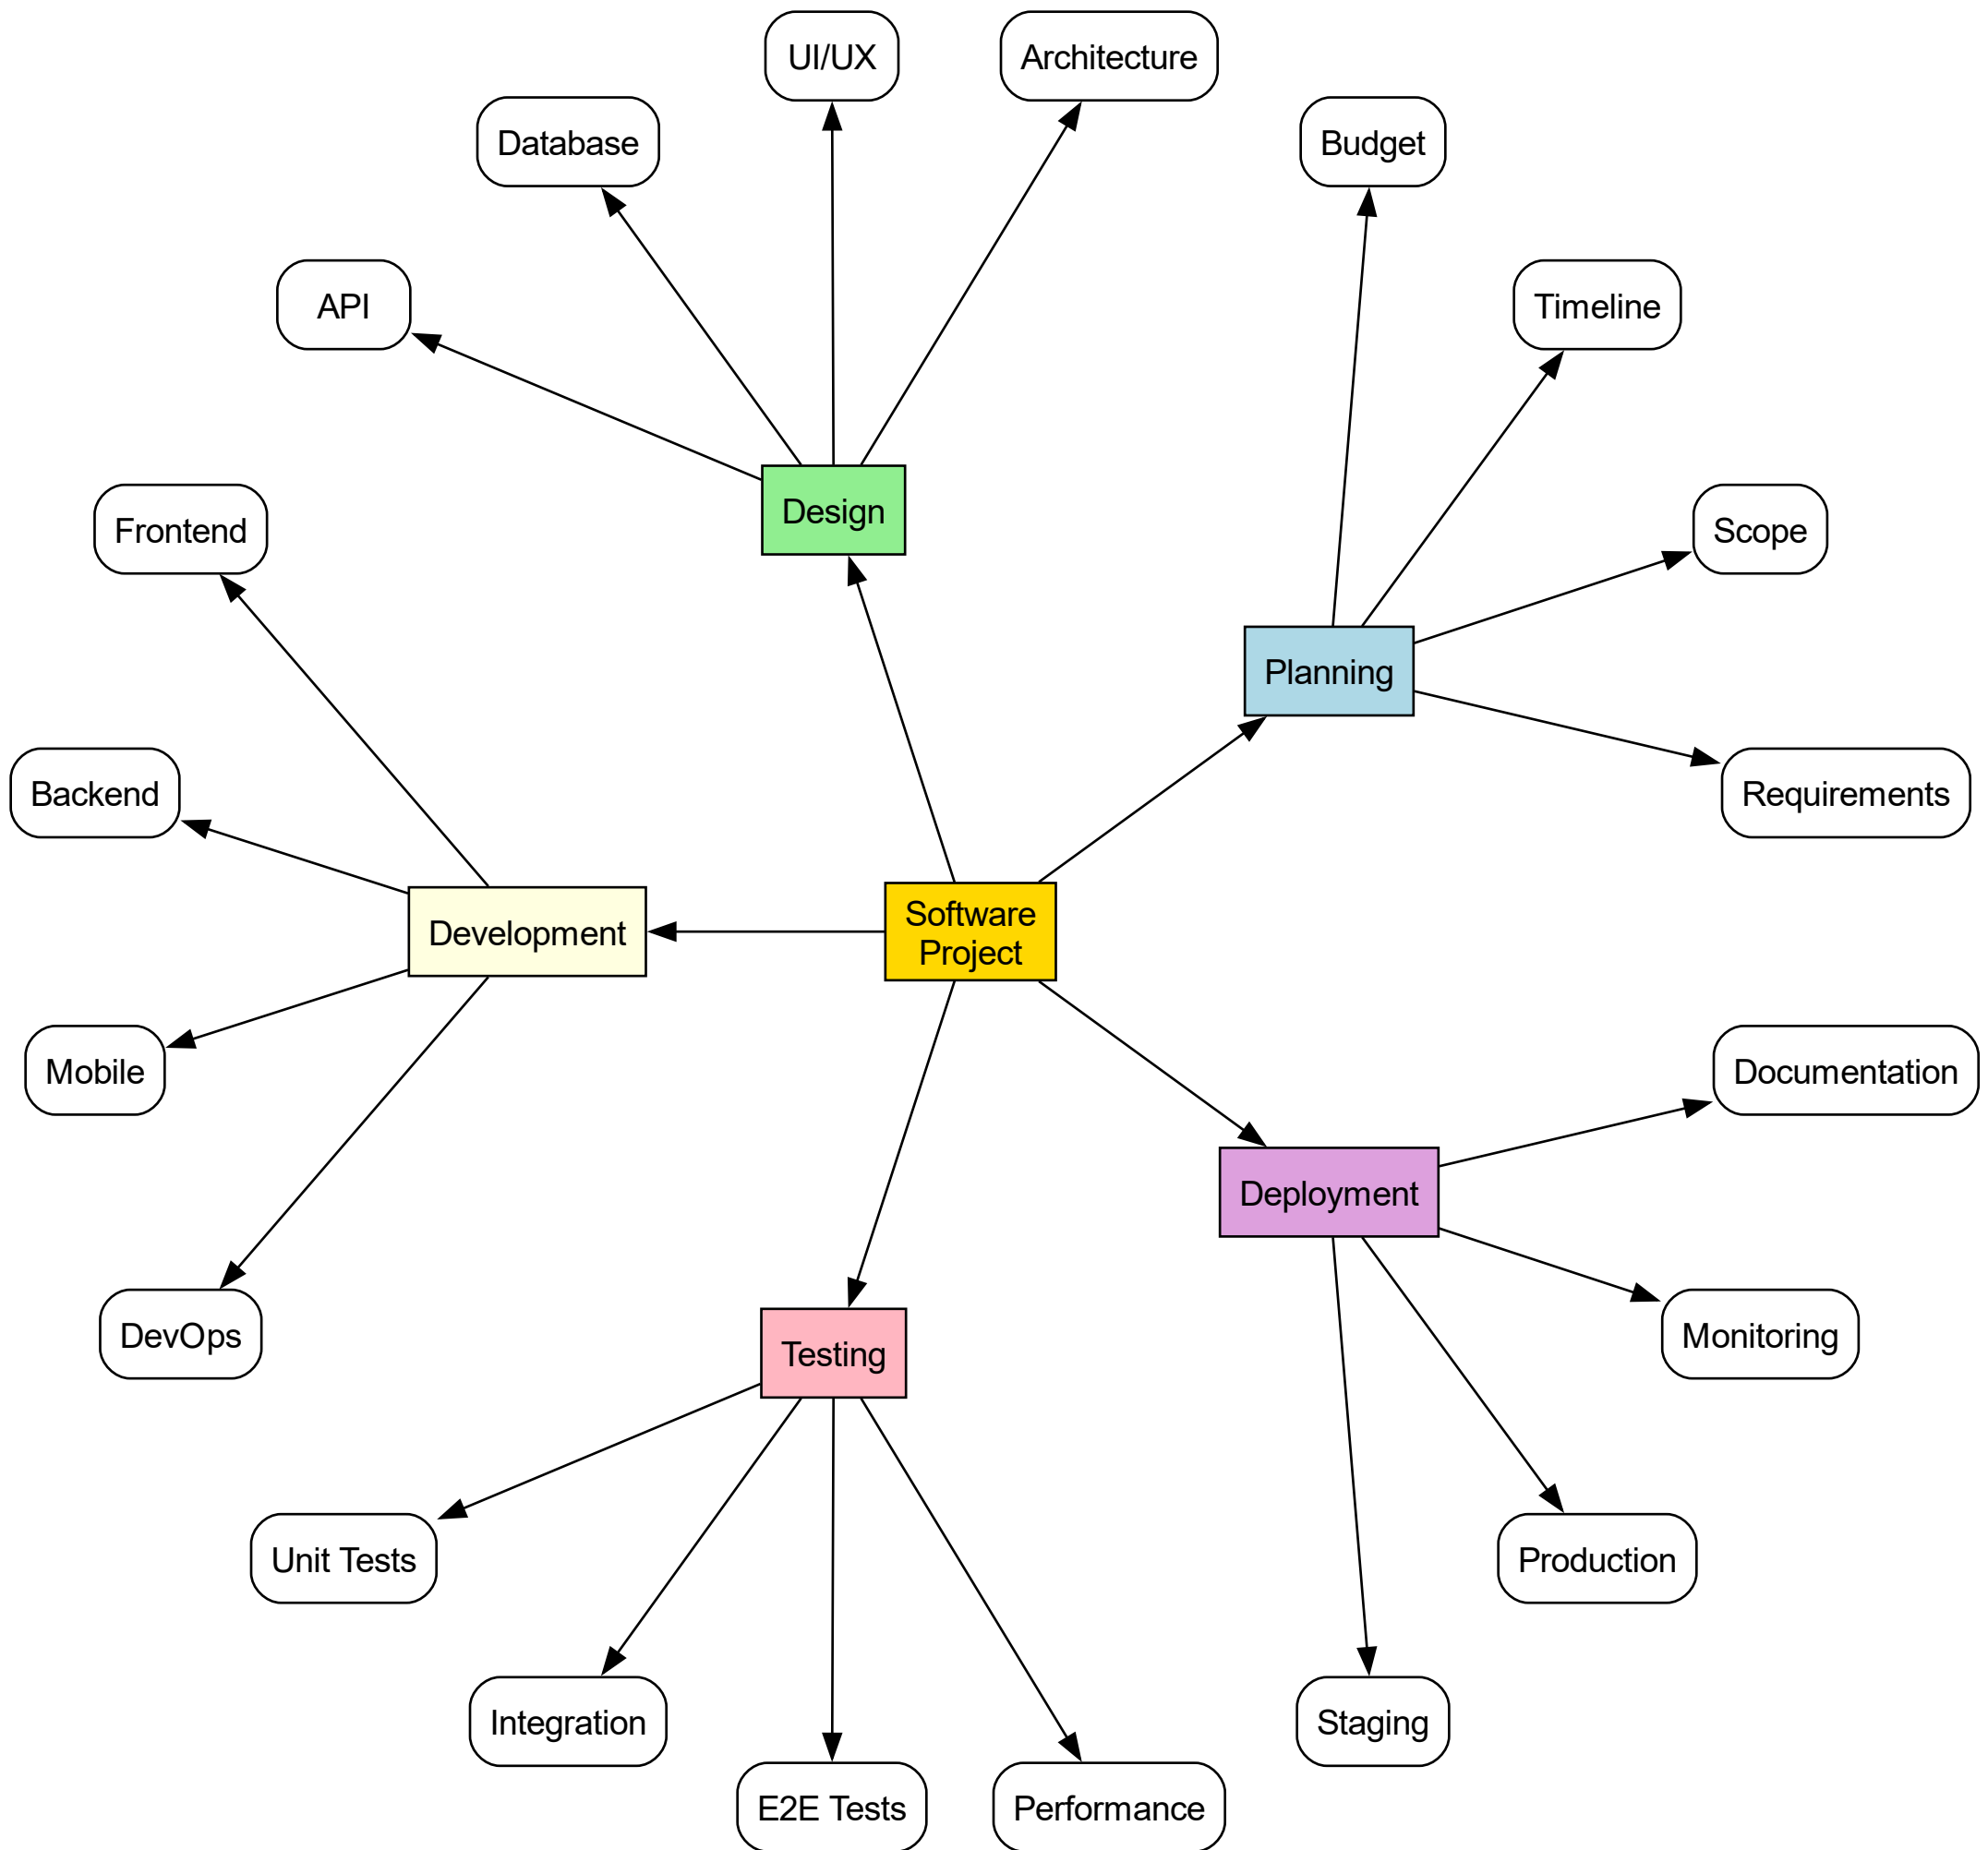 UI/UX
Architecture
Database
Budget
API
Timeline
Design
Frontend
Scope
Planning
Backend
Requirements
Software
Project
Development
Mobile
Documentation
Deployment
DevOps
Monitoring
Testing
Unit Tests
Production
Integration
Staging
E2E Tests
Performance